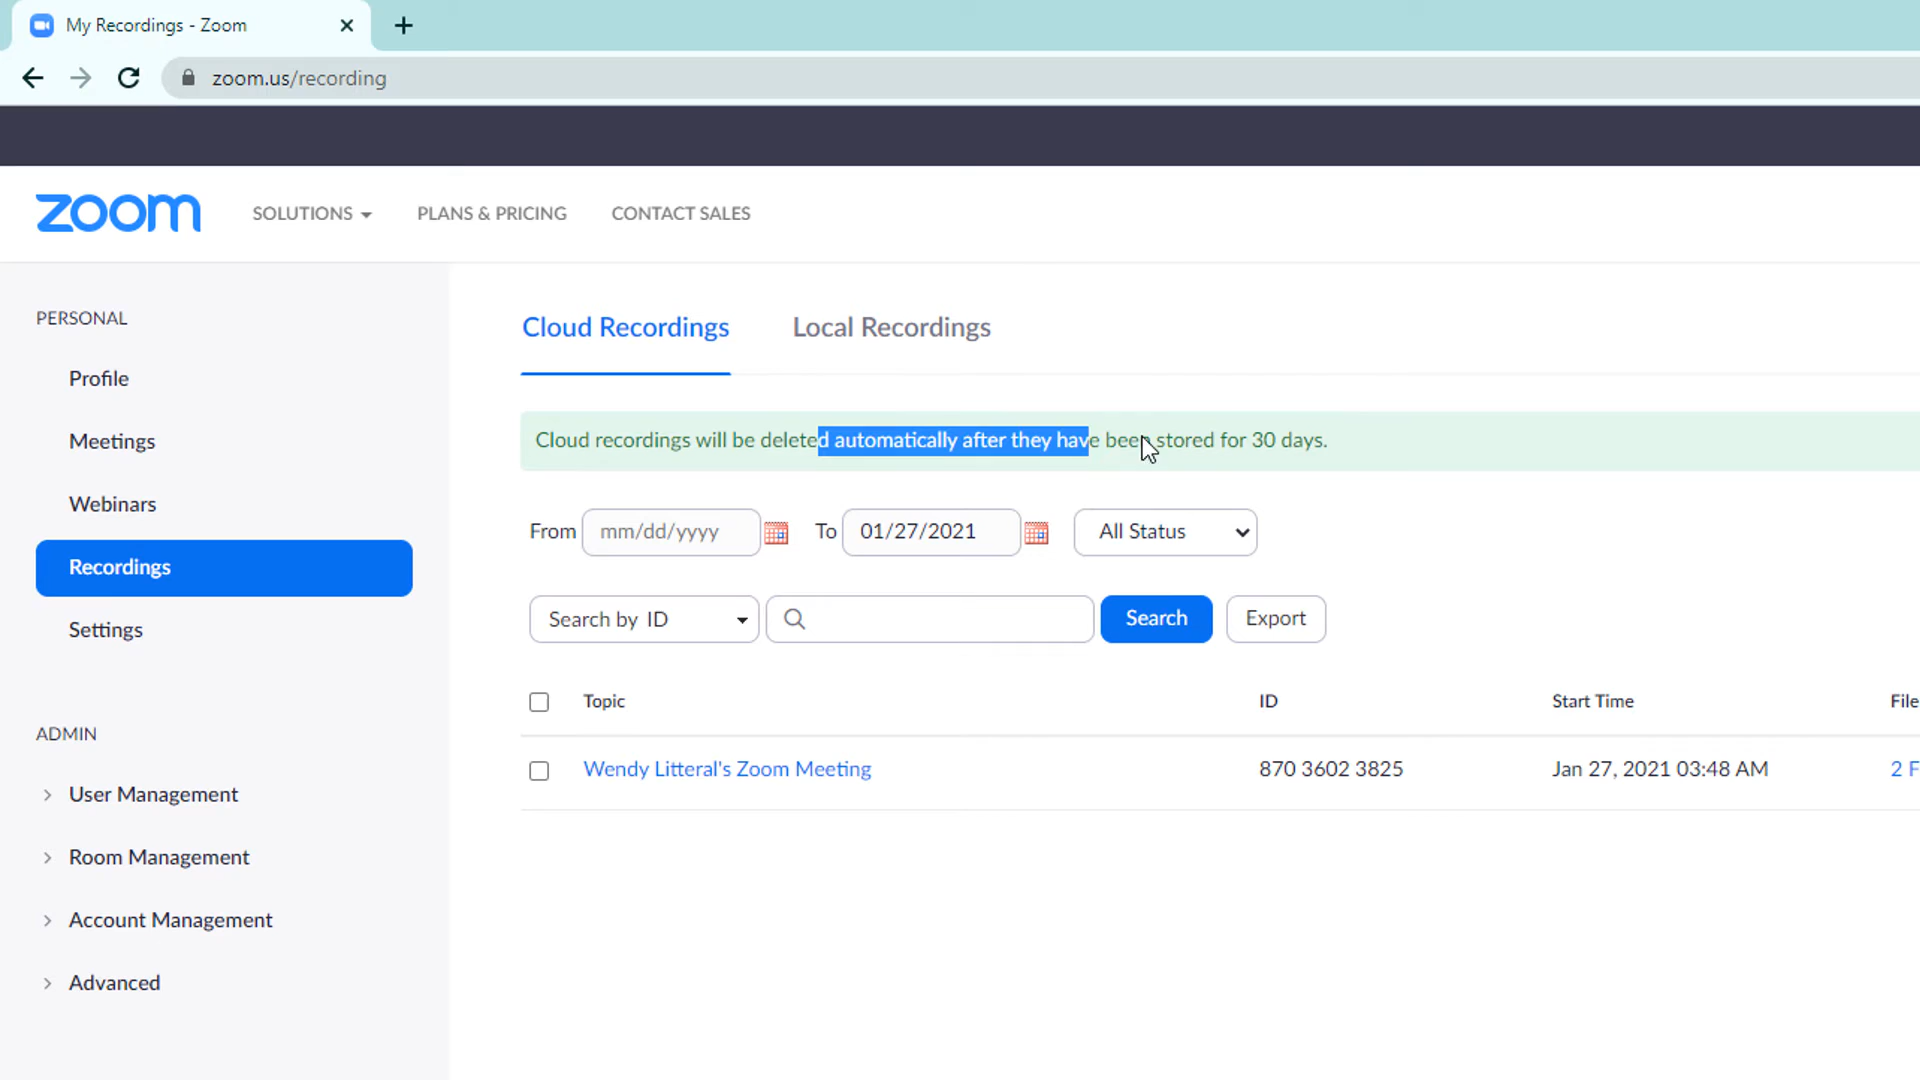 My Recordings - Zoom
zoom.us/recording
zoom SOLUTIONS PLANS & PRICING CONTACT SALES
PERSONAL
Profile
Meetings
Webinars
Recordings
Settings
ADMIN
User Management
Room Management
Account Management
Advanced
Cloud Recordings Local Recordings
Cloud recordings will be deleted automatically after they have been stored for 30 days.
From mm/dd/yyyy To 01/27/2021 All Status
Search by ID Search Export
Topic ID Start Time File
Wendy Litteral's Zoom Meeting 870 3602 3825 Jan 27, 2021 03:48 AM 2 F